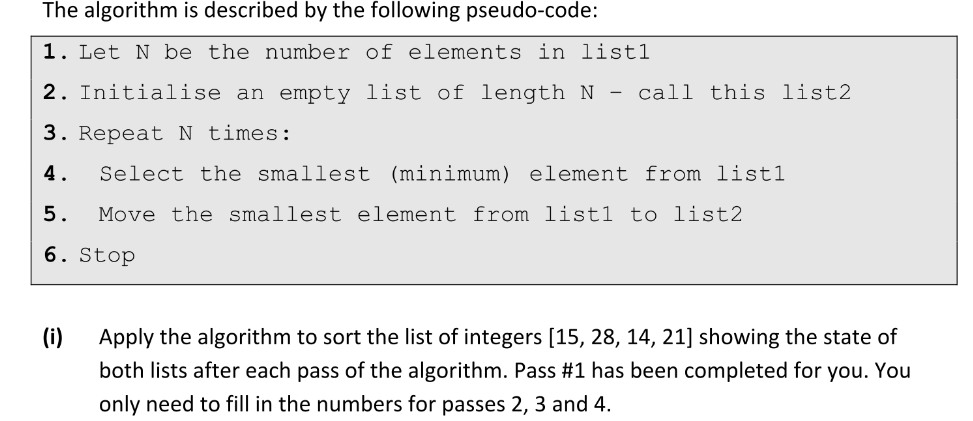 The algorithm is described by the following pseudo-code:
1. Let N be the number of elements in list1
2. Initialise an empty list of length N – call this list2
3. Repeat N times:
4. Select the smallest (minimum) element from list1
5. Move the smallest element from list1 to list2
6. Stop
(i) Apply the algorithm to sort the list of integers [15, 28, 14, 21] showing the state of
both lists after each pass of the algorithm. Pass #1 has been completed for you. You
only need to fill in the numbers for passes 2, 3 and 4.